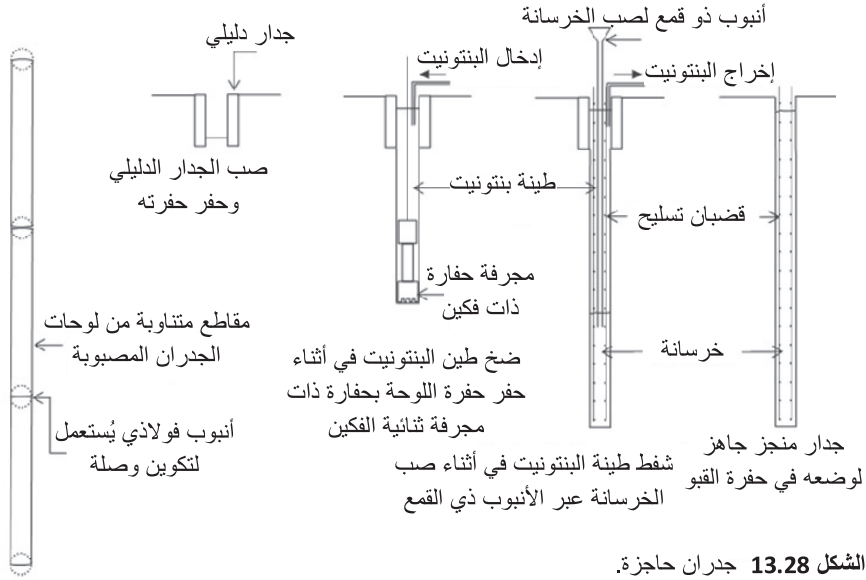 أنبوب ذو قمع لصب الخرسانة
جدار دليلي
إدخال البنتونيت
إخراج البنتونيت
صب الجدار الدليلي
وحفر حفرته
طينة بنتونيت
قضبان تسليح
مجرفة حفارة
ذات فكين
مقاطع متناوبة من لوحات
الجدران المصبوبة
خرسانة
ضخ طين البنتونيت في أثناء
حفر حفرة اللوحة بحفارة ذات
مجرفة ثنائية الفكين
أنبوب فولاذي يُستعمل
لتكوين وصلة
جدار منجز جاهز
لوضعه في حفرة القبو
شفط طينة البنتونيت في أثناء صب
الخرسانة عبر الأنبوب ذي القمع
الشكل 13.28 جدران حاجزة.